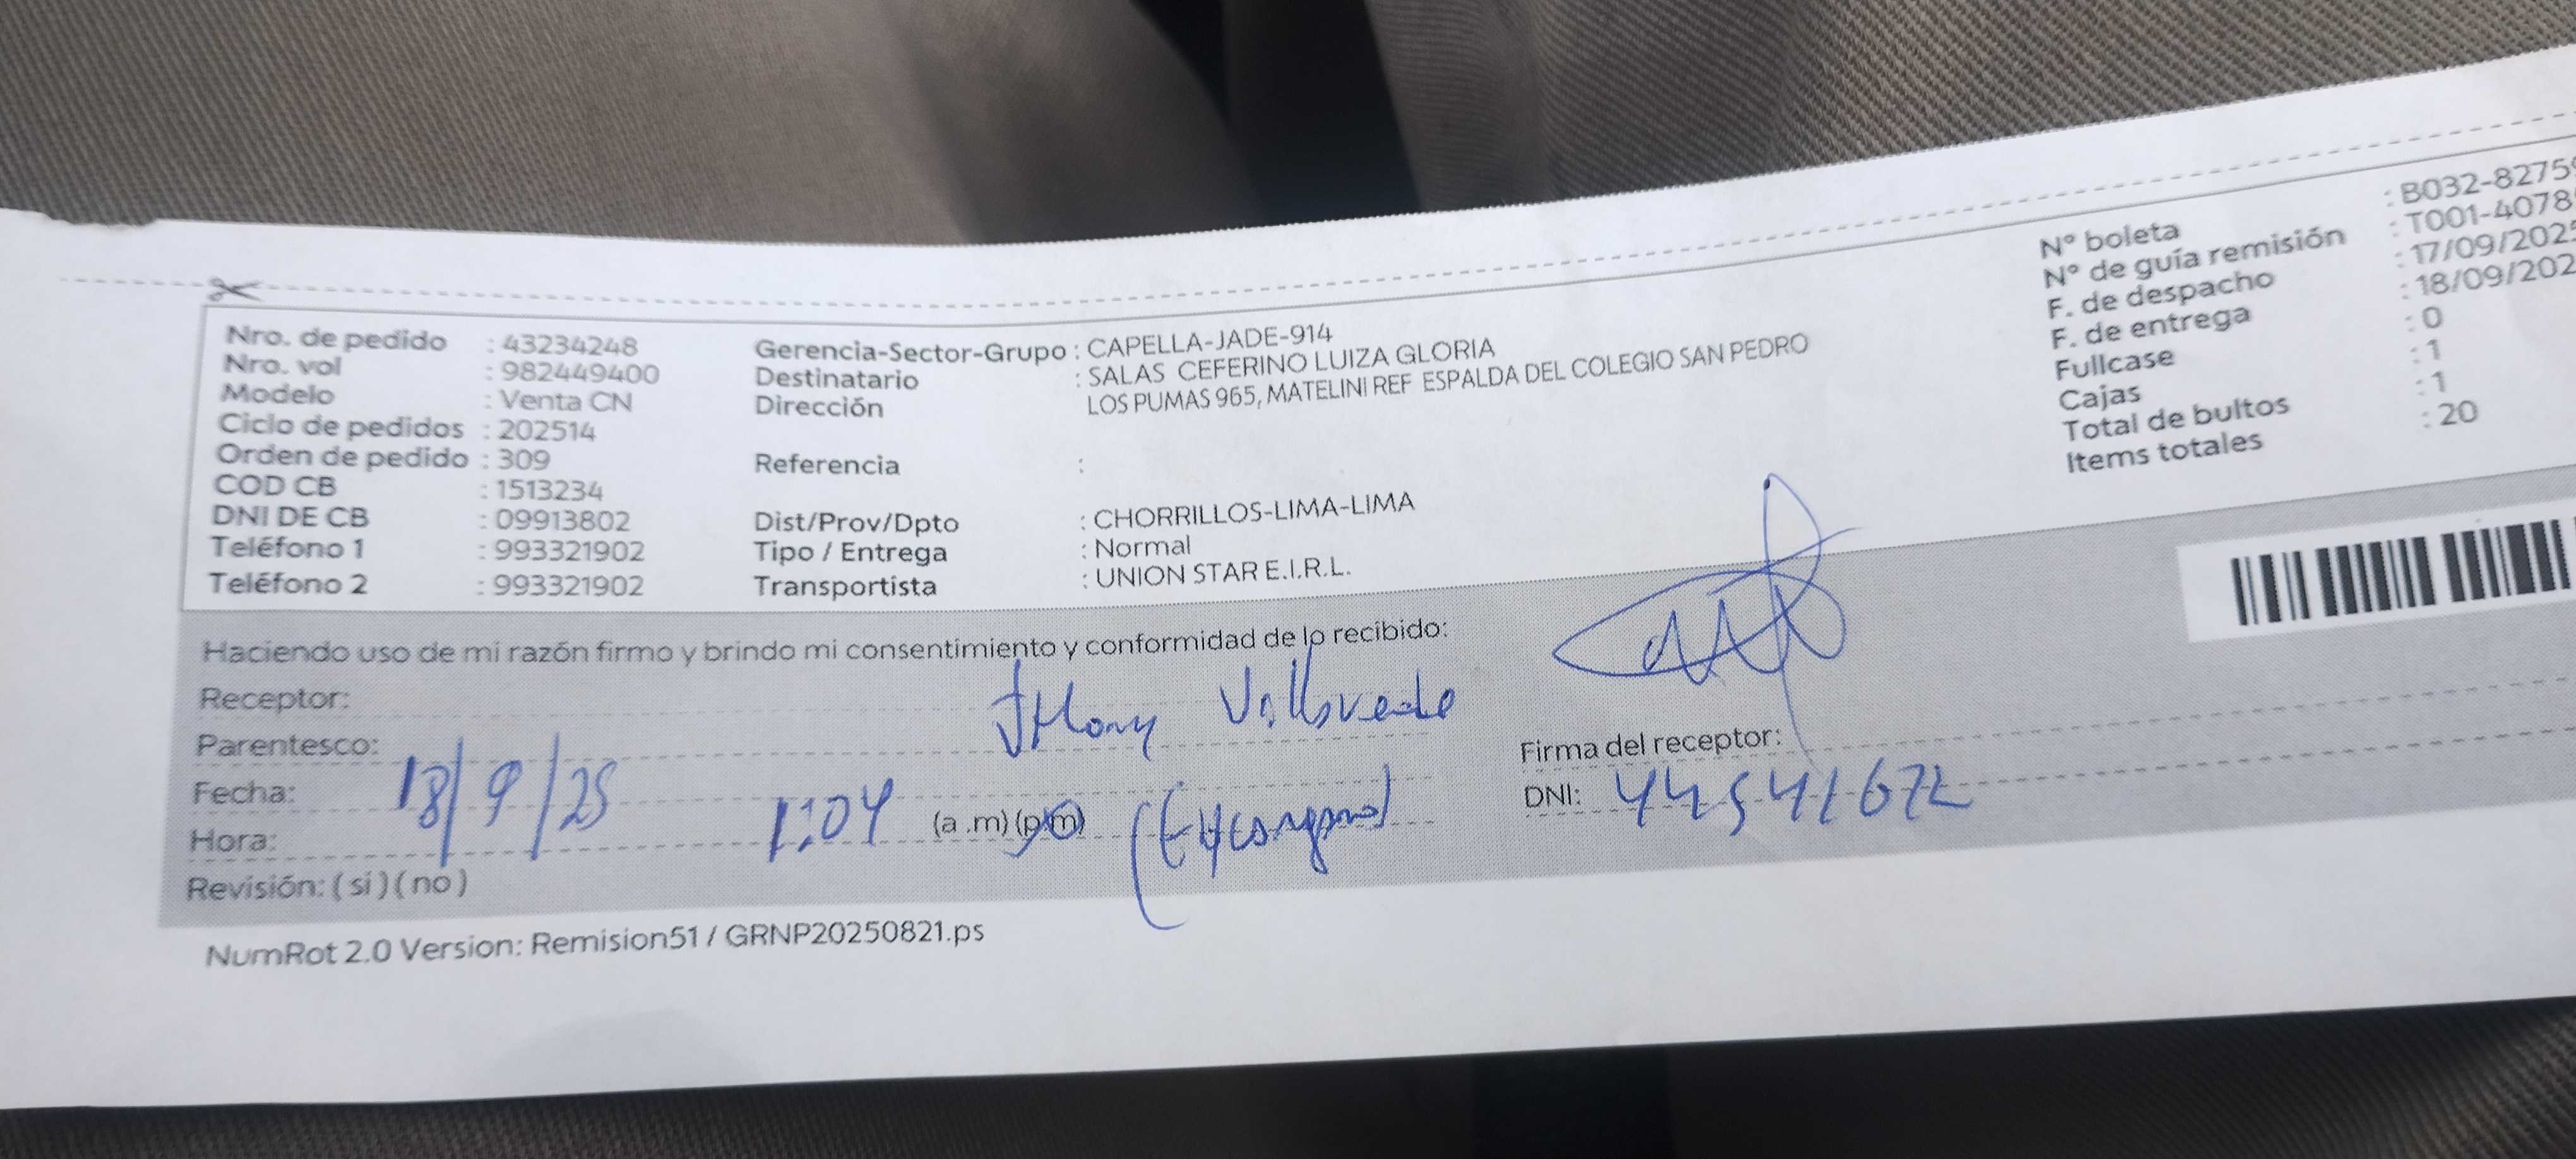 Nro. de pedido : 43234248
Nro. vol : 982449400
Modelo : Venta CN
Ciclo de pedidos : 202514
Orden de pedido : 309
COD CB : 1513234
DNI DE CB : 09913802
Teléfono 1 : 993321902
Teléfono 2 : 993321902
Gerencia-Sector-Grupo : CAPELLA-JADE-914
Destinatario : SALAS CEFERINO LUIZA GLORIA
Dirección LOS PUMAS 965, MATELINI REF ESPALDA DEL COLEGIO SAN PEDRO
Referencia :
Dist/Prov/Dpto : CHORRILLOS-LIMA-LIMA
Tipo / Entrega : Normal
Transportista : UNION STAR E.I.R.L.
N° boleta : B032-8275
N° de guía remisión : T001-4078
F. de despacho : 17/09/202
F. de entrega : 18/09/202
Fullcase : 0
Cajas : 1
Total de bultos : 1
Items totales : 20
Haciendo uso de mi razón firmo y brindo mi consentimiento y conformidad de lo recibido:
Receptor:
Parentesco:
Fecha: 18/9/25
Hora: 1:04 (a .m) (p.m)
Revisión: ( si ) ( no )
Firma del receptor:
DNI: 44541672
NumRot 2.0 Version: Remision51 / GRNP20250821.ps